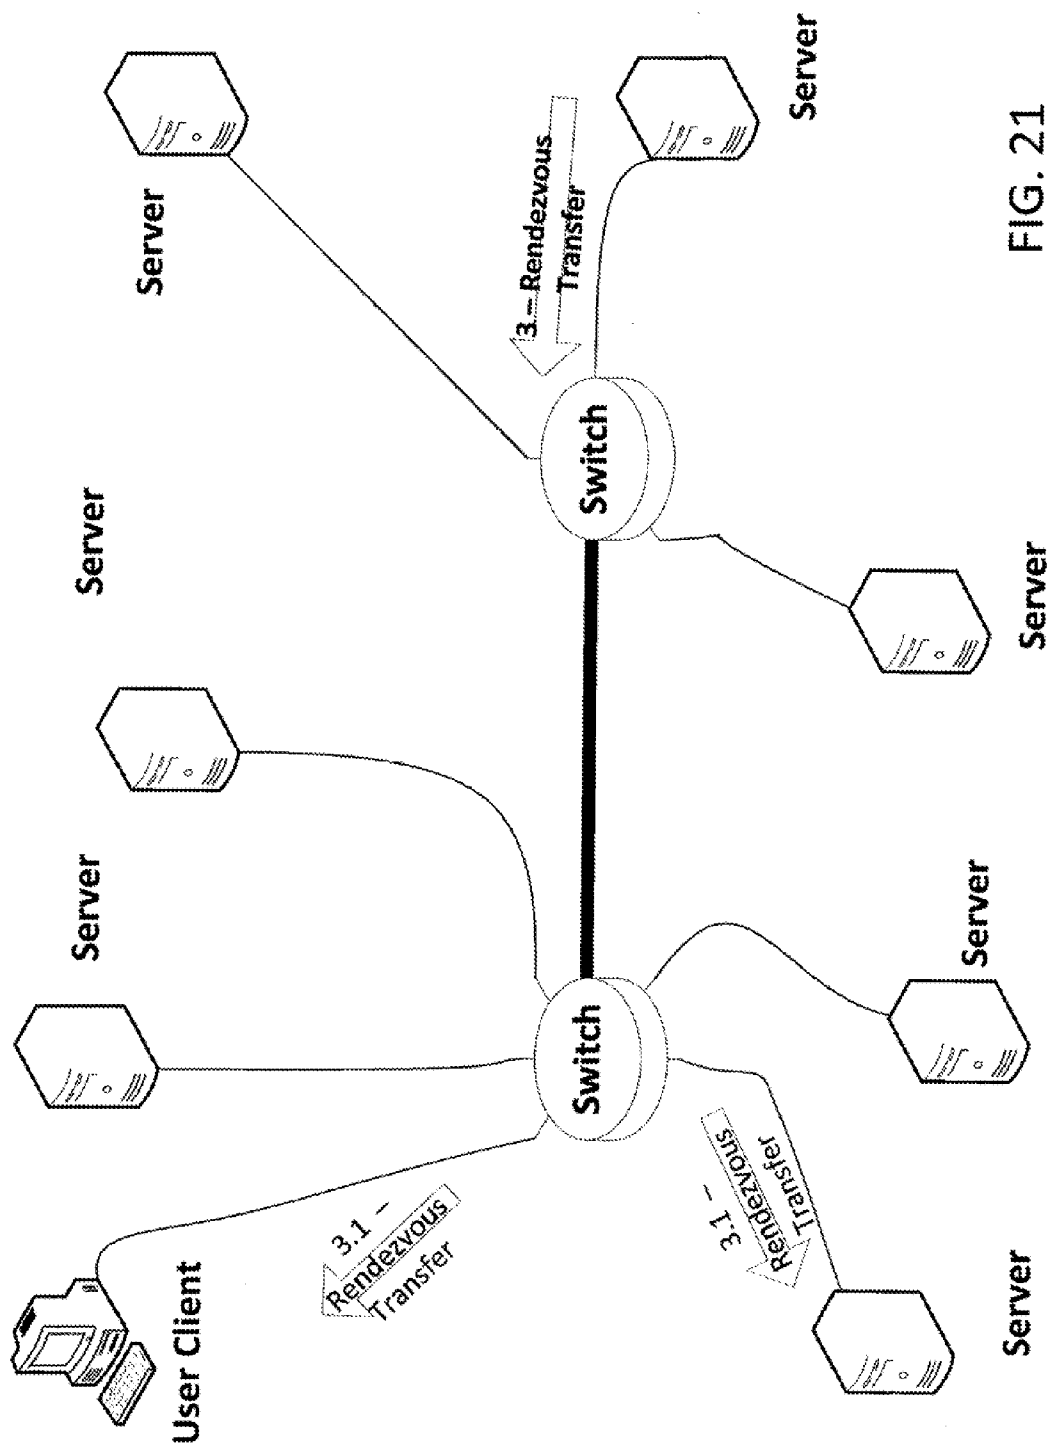 Server
Server
Server
User Client
3.1 –
Rendezvous
Transfer
3 – Rendezvous
Transfer
Switch
Switch
3.1 –
Rendezvous
Transfer
Server
Server
Server
Server
FIG. 21